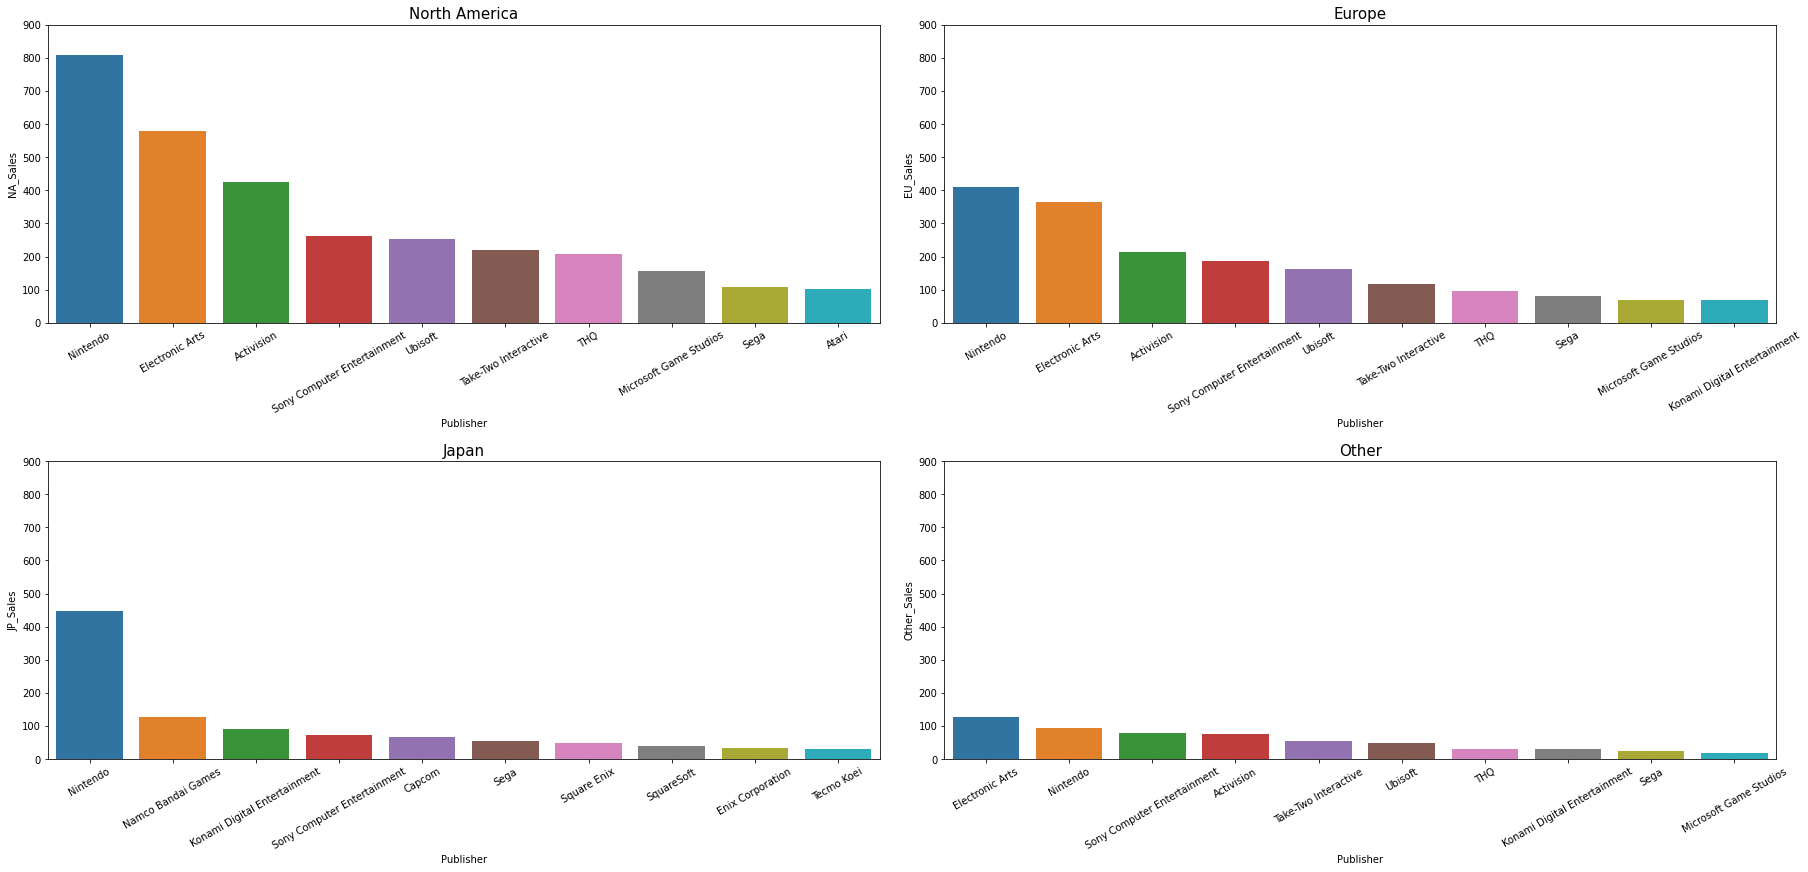 North America
900
800
700
600
500
400
300
200
100
0
NA_Sales
Nintendo
Electronic Arts
Activision
Sony Computer Entertainment
Ubisoft
Take-Two Interactive
THQ
Microsoft Game Studios
Sega
Atari
Publisher
Europe
900
800
700
600
500
400
300
200
100
0
EU_Sales
Nintendo
Electronic Arts
Activision
Sony Computer Entertainment
Ubisoft
Take-Two Interactive
THQ
Sega
Microsoft Game Studios
Konami Digital Entertainment
Publisher
Japan
900
800
700
600
500
400
300
200
100
0
JP_Sales
Nintendo
Namco Bandai Games
Konami Digital Entertainment
Sony Computer Entertainment
Capcom
Sega
Square Enix
SquareSoft
Enix Corporation
Tecmo Koei
Publisher
Other
900
800
700
600
500
400
300
200
100
0
Other_Sales
Electronic Arts
Nintendo
Sony Computer Entertainment
Activision
Take-Two Interactive
Ubisoft
THQ
Konami Digital Entertainment
Sega
Microsoft Game Studios
Publisher